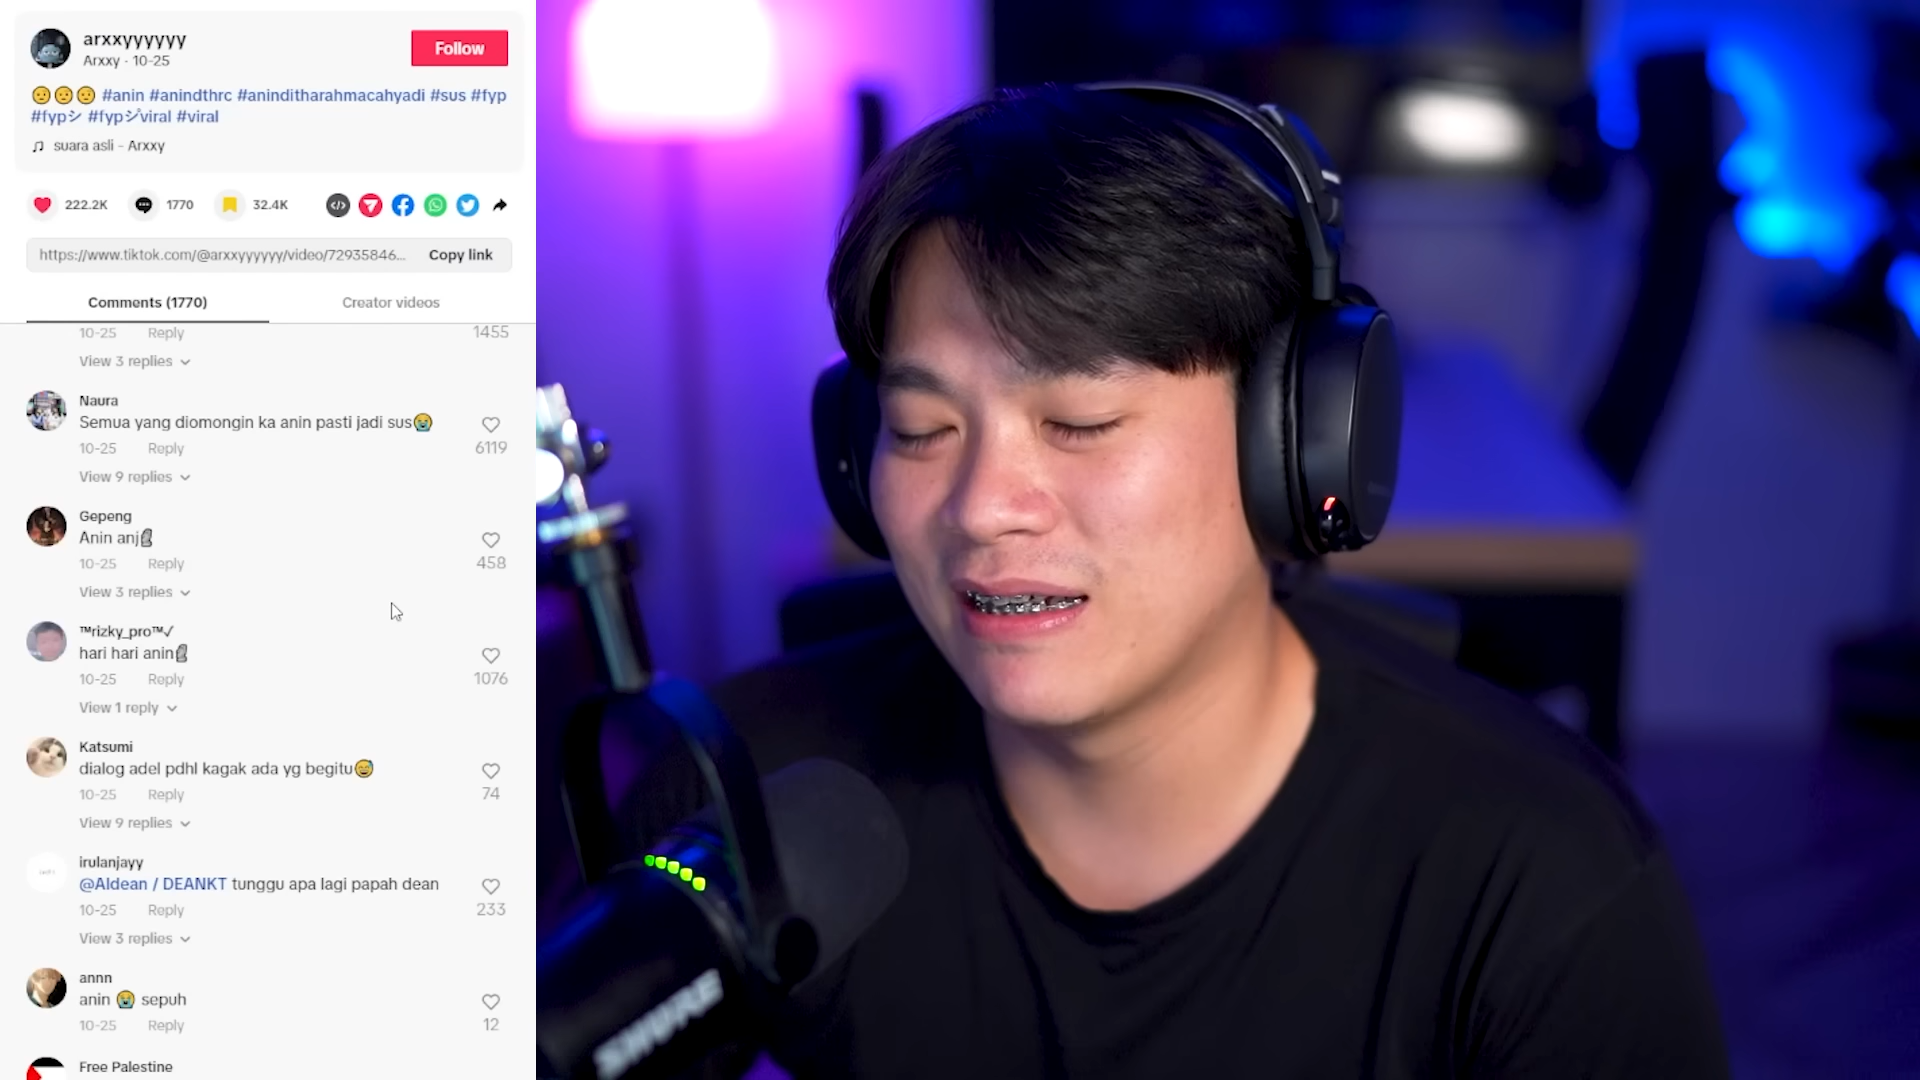 arxxyyyyyy
Arxxy · 10-25
Follow
😟😟😟 #anin #anindthrc #aninditharahmacahyadi #sus #fyp
#fypシ #fypシ゚viral #viral
♫ suara asli - Arxxy
222.2K
1770
32.4K
https://www.tiktok.com/@arxxyyyyyy/video/72935846...
Copy link
Comments (1770)
Creator videos
10-25 Reply
1455
View 3 replies
Naura
Semua yang diomongin ka anin pasti jadi sus😭
10-25 Reply
6119
View 9 replies
Gepeng
Anin anj🗿
10-25 Reply
458
View 3 replies
™rizky_pro™✓
hari hari anin🗿
10-25 Reply
1076
View 1 reply
Katsumi
dialog adel pdhl kagak ada yg begitu😅
10-25 Reply
74
View 9 replies
irulanjayy
@Aldean / DEANKT tunggu apa lagi papah dean
10-25 Reply
233
View 3 replies
annn
anin 😭 sepuh
10-25 Reply
12
Free Palestine
SHURE